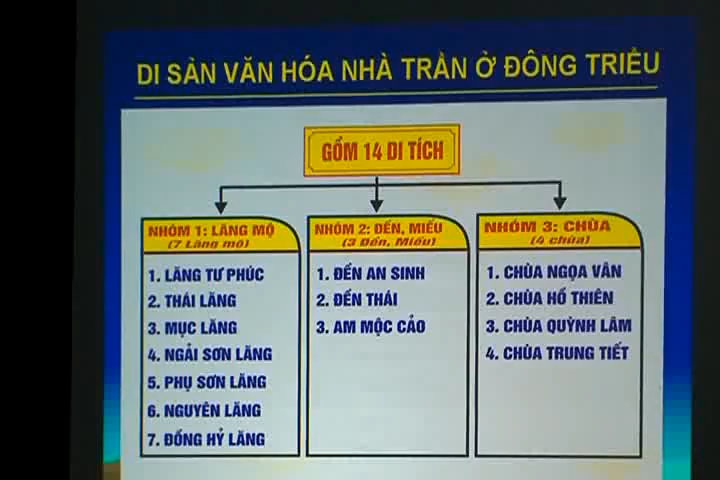 DI SẢN VĂN HÓA NHÀ TRẦN Ở ĐÔNG TRIỀU
GỒM 14 DI TÍCH
NHÓM 1: LĂNG MỘ
(7 Lăng mộ)
1. LĂNG TƯ PHÚC
2. THÁI LĂNG
3. MỤC LĂNG
4. NGẢI SƠN LĂNG
5. PHỤ SƠN LĂNG
6. NGUYÊN LĂNG
7. ĐỒNG HỶ LĂNG
NHÓM 2: ĐỀN, MIẾU
(3 Đền, Miếu)
1. ĐỀN AN SINH
2. ĐỀN THÁI
3. AM MỘC CẢO
NHÓM 3: CHÙA
(4 chùa)
1. CHÙA NGỌA VÂN
2. CHÙA HỒ THIÊN
3. CHÙA QUỲNH LÂM
4. CHÙA TRUNG TIẾT